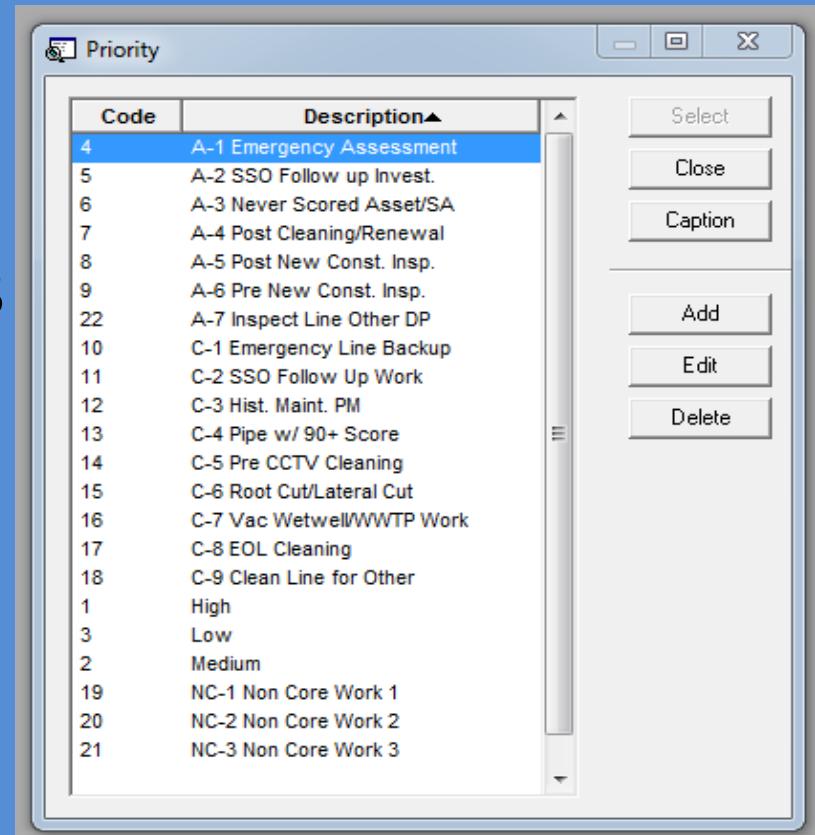 Priority
Code Description
4 A-1 Emergency Assessment
5 A-2 SSO Follow up Invest.
6 A-3 Never Scored Asset/SA
7 A-4 Post Cleaning/Renewal
8 A-5 Post New Const. Insp.
9 A-6 Pre New Const. Insp.
22 A-7 Inspect Line Other DP
10 C-1 Emergency Line Backup
11 C-2 SSO Follow Up Work
12 C-3 Hist. Maint. PM
13 C-4 Pipe w/ 90+ Score
14 C-5 Pre CCTV Cleaning
15 C-6 Root Cut/Lateral Cut
16 C-7 Vac Wetwell/WWTP Work
17 C-8 EOL Cleaning
18 C-9 Clean Line for Other
1 High
3 Low
2 Medium
19 NC-1 Non Core Work 1
20 NC-2 Non Core Work 2
21 NC-3 Non Core Work 3
Select
Close
Caption
Add
Edit
Delete